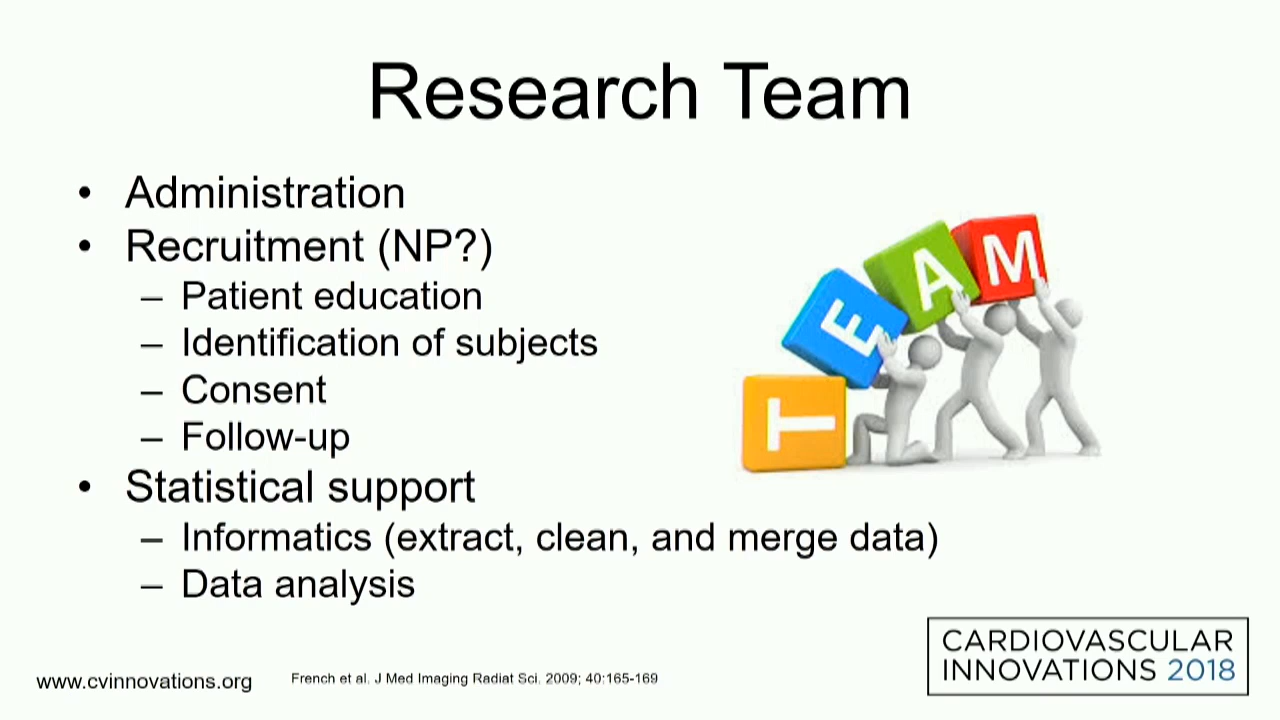 Research Team
• Administration
• Recruitment (NP?)
– Patient education
– Identification of subjects
– Consent
– Follow-up
• Statistical support
– Informatics (extract, clean, and merge data)
– Data analysis
T E A M
www.cvinnovations.org
French et al. J Med Imaging Radiat Sci. 2009; 40:165-169
CARDIOVASCULAR
INNOVATIONS 2018